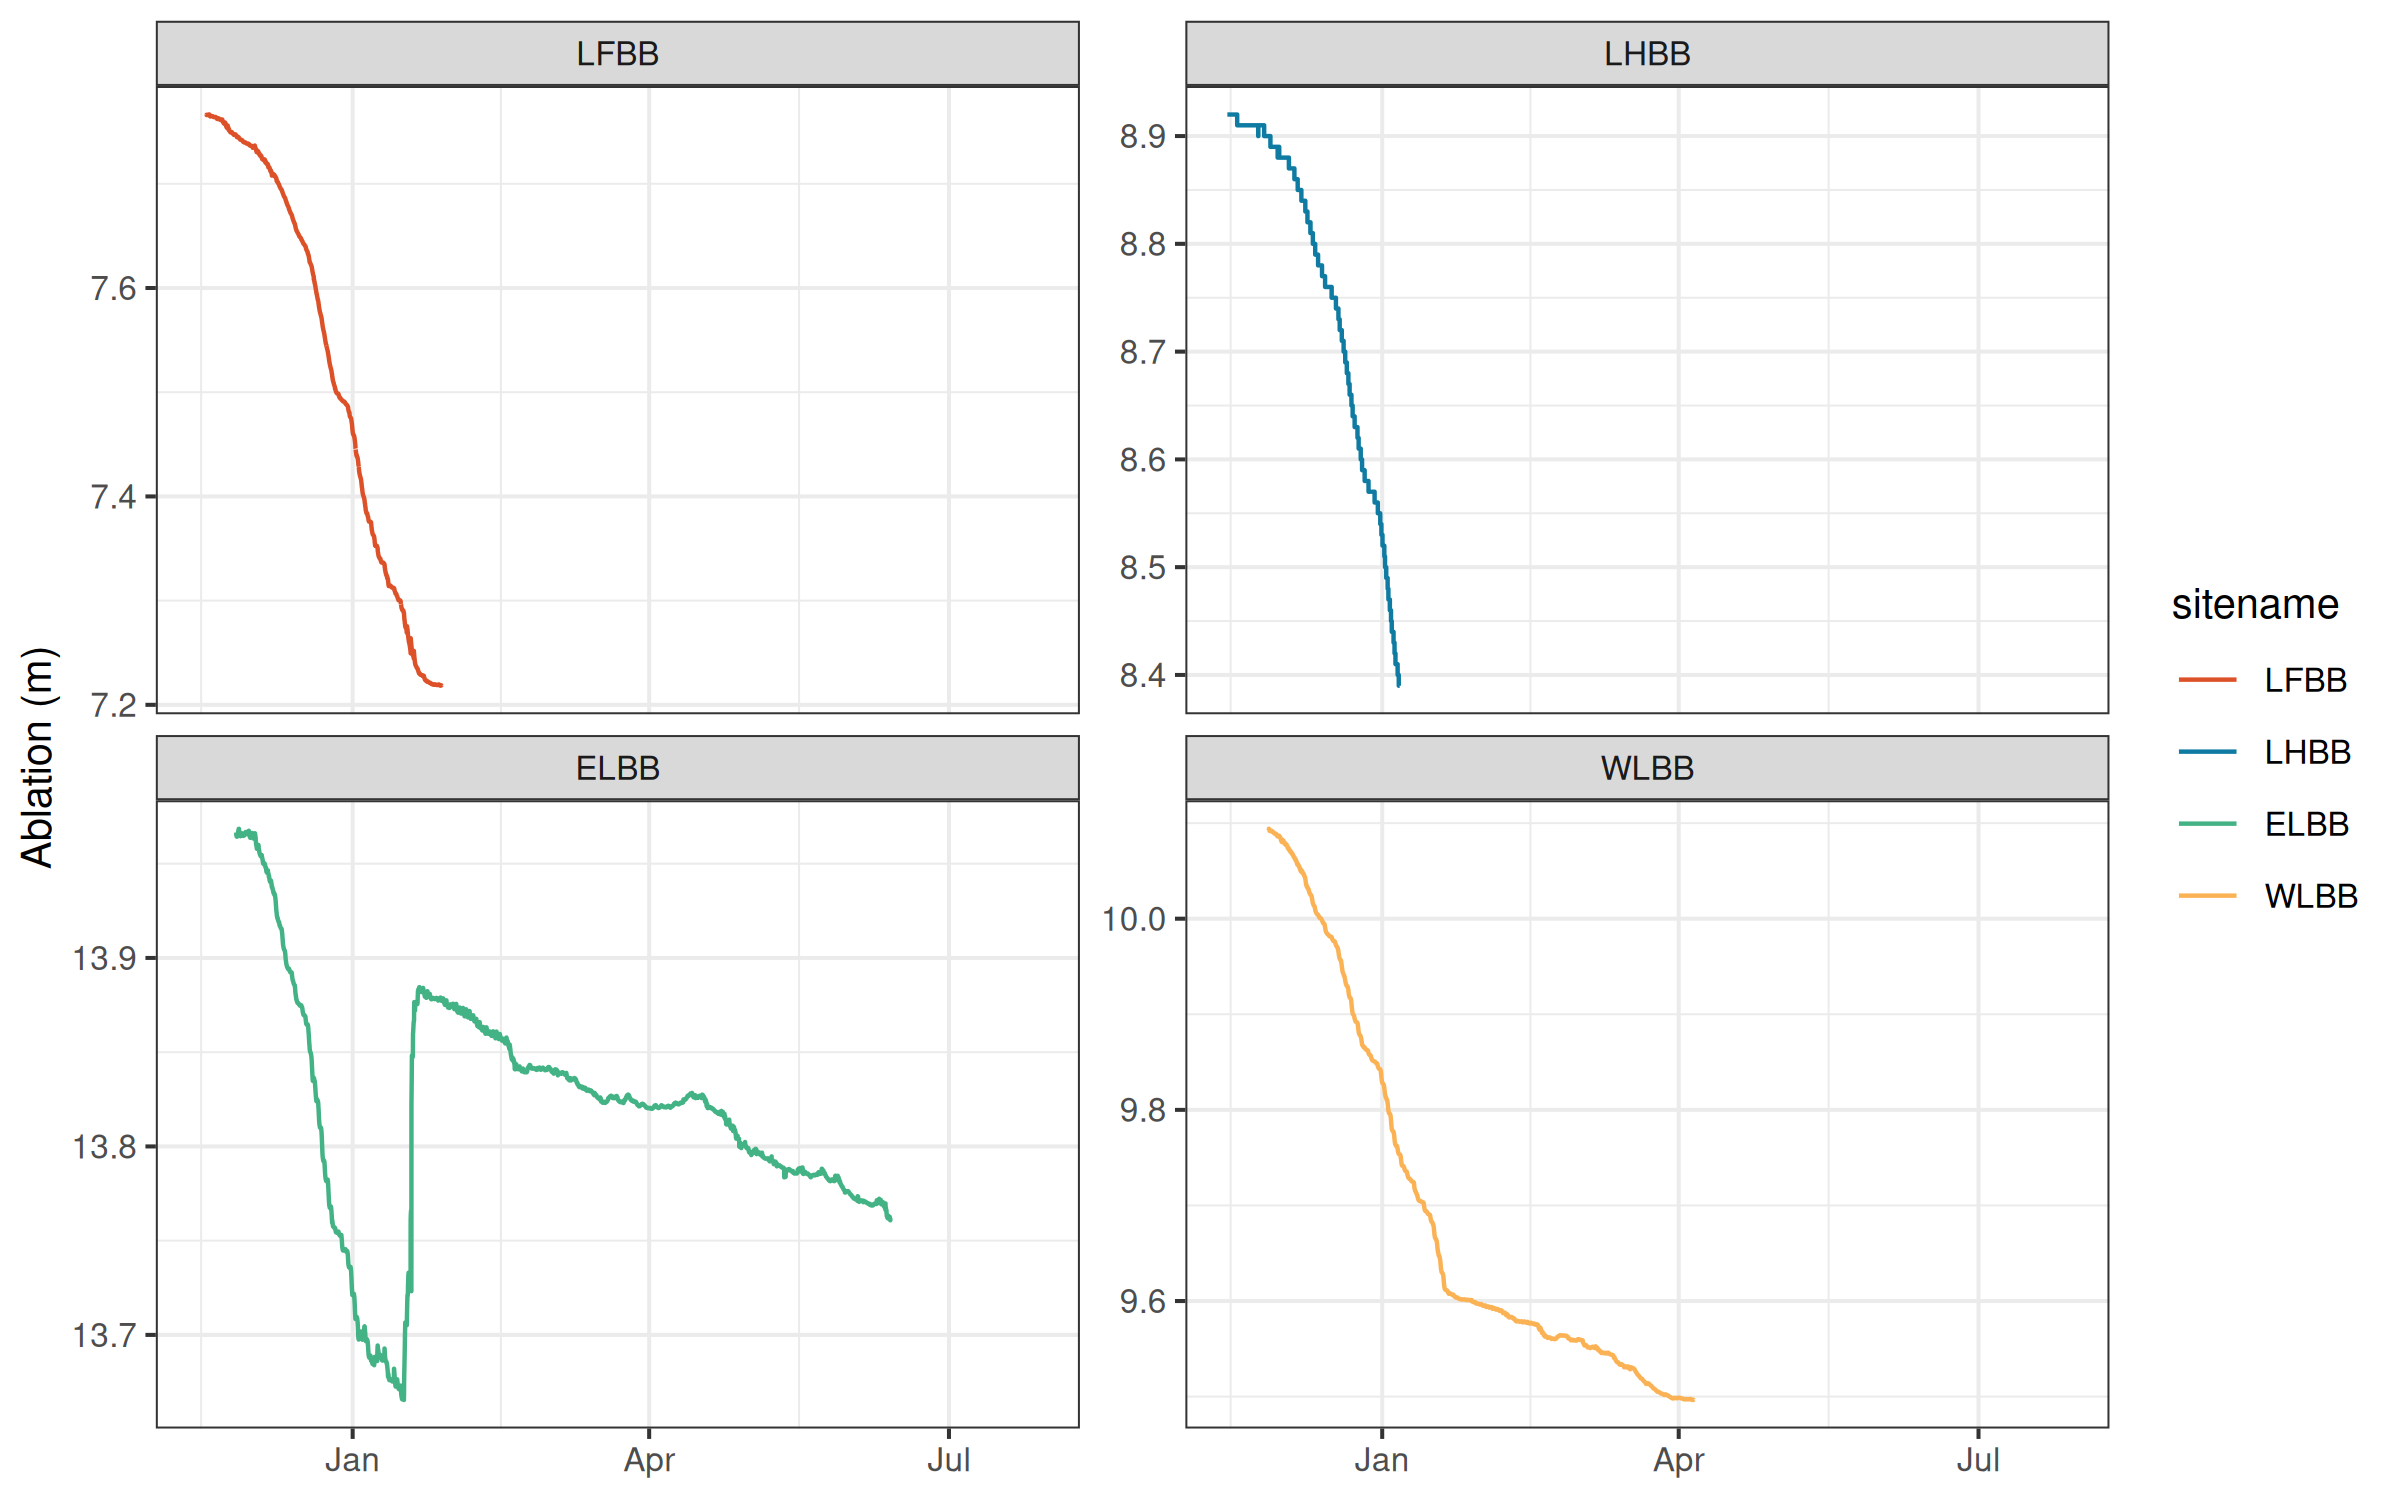 LFBB
LHBB
7.6
7.4
7.2
8.9
8.8
8.7
8.6
8.5
8.4
Ablation (m)
ELBB
WLBB
13.9
13.8
13.7
10.0
9.8
9.6
Jan Apr Jul
Jan Apr Jul
sitename
LFBB
LHBB
ELBB
WLBB